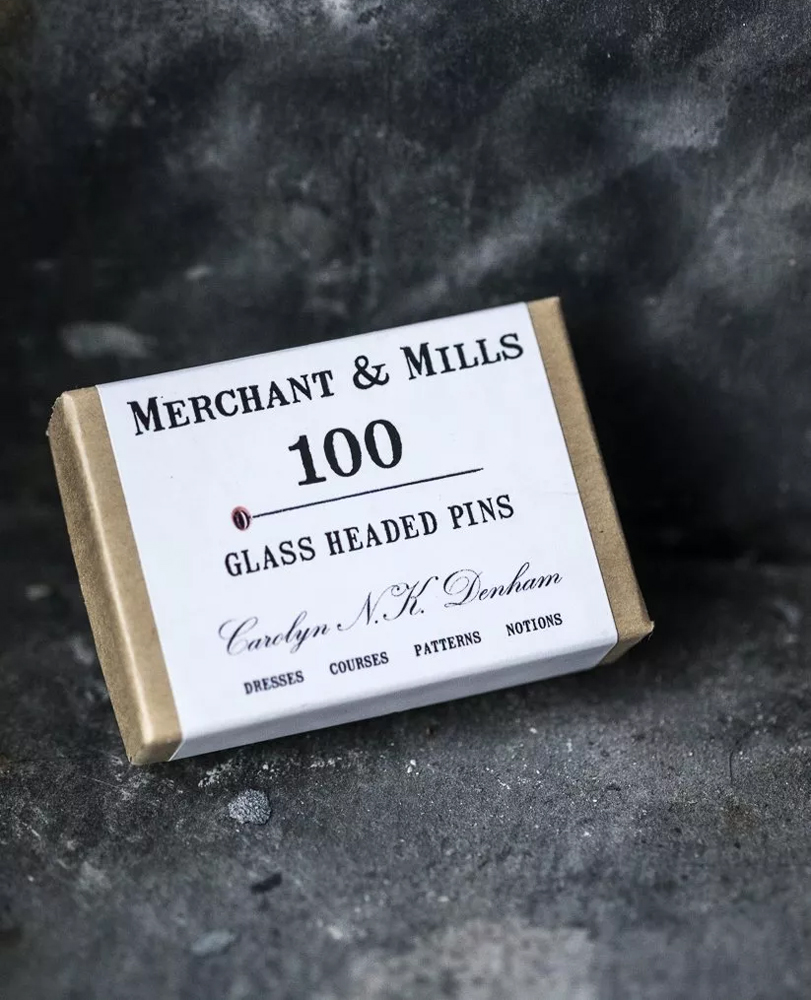 MERCHANT & MILLS
100
GLASS HEADED PINS
Carolyn N.K. Denham
DRESSES COURSES PATTERNS NOTIONS